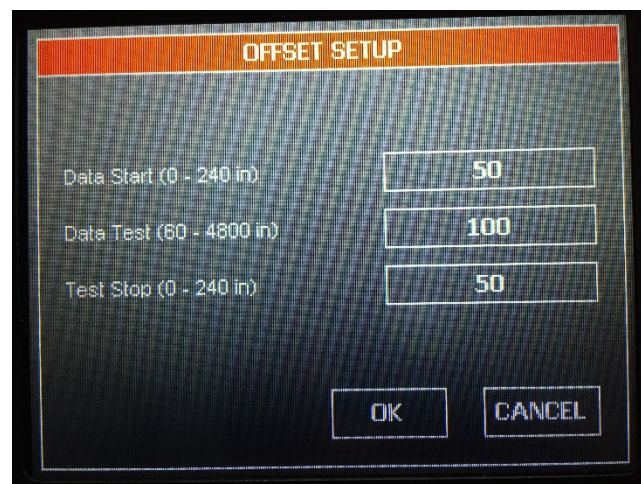 OFFSET SETUP
Data Start (0 - 240 in) 50
Data Test (60 - 4800 in) 100
Test Stop (0 - 240 in) 50
OK CANCEL